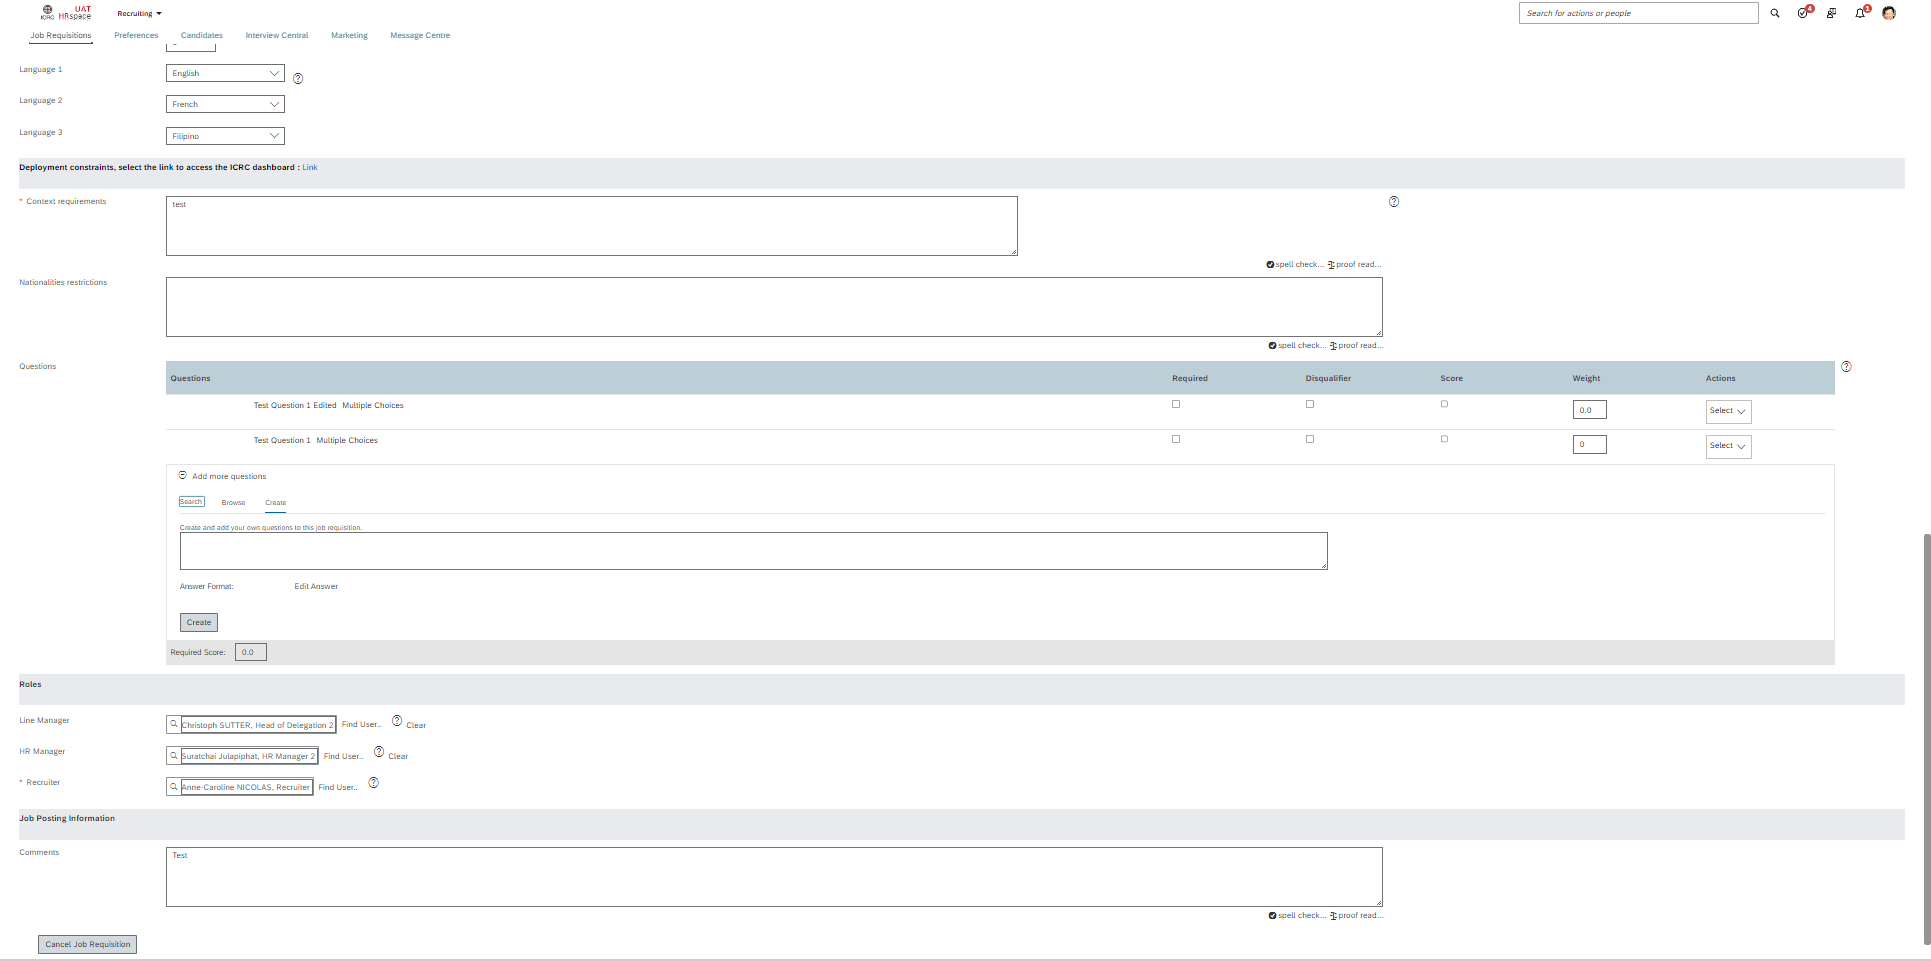 ICRC UAT HRspace Recruiting Search for actions or people 4 1
Job Requisitions Preferences Candidates Interview Central Marketing Message Centre
Language 1 English ?
Language 2 French
Language 3 Filipino
Deployment constraints, select the link to access the ICRC dashboard : Link
* Context requirements test ?
spell check... proof read...
Nationalities restrictions
spell check... proof read...
Questions ?
Questions Required Disqualifier Score Weight Actions
Test Question 1 Edited Multiple Choices 0.0 Select
Test Question 1 Multiple Choices 0 Select
Add more questions
Search Browse Create
Create and add your own questions to this job requisition.
Answer Format: Edit Answer
Create
Required Score: 0.0
Roles
Line Manager Christoph SUTTER, Head of Delegation 2 Find User.. ? Clear
HR Manager Suratchai Julapiphat, HR Manager 2 Find User.. ? Clear
* Recruiter Anne-Caroline NICOLAS, Recruiter Find User.. ?
Job Posting Information
Comments Test
spell check... proof read...
Cancel Job Requisition